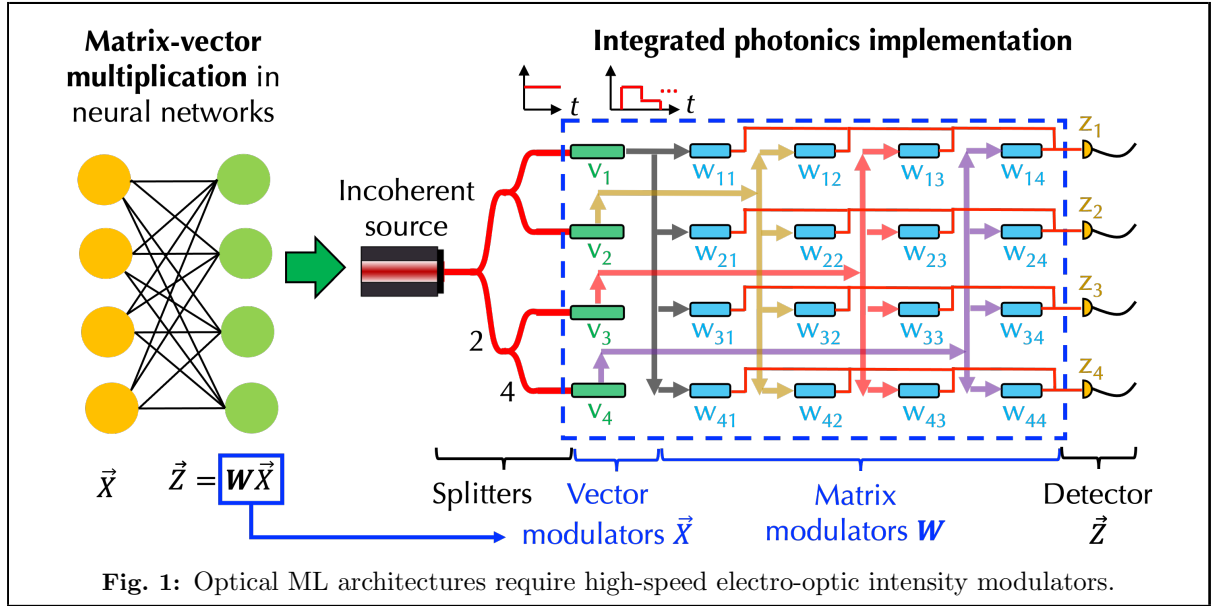 Matrix-vector
multiplication in
neural networks
Integrated photonics implementation
t
t
Incoherent
source
2
4
v1 w11 w12 w13 w14 z1
v2 w21 w22 w23 w24 z2
v3 w31 w32 w33 w34 z3
v4 w41 w42 w43 w44 z4
X⃗ Z⃗ = WX⃗
Splitters Vector Matrix Detector
modulators X⃗ modulators W Z⃗
Fig. 1: Optical ML architectures require high-speed electro-optic intensity modulators.